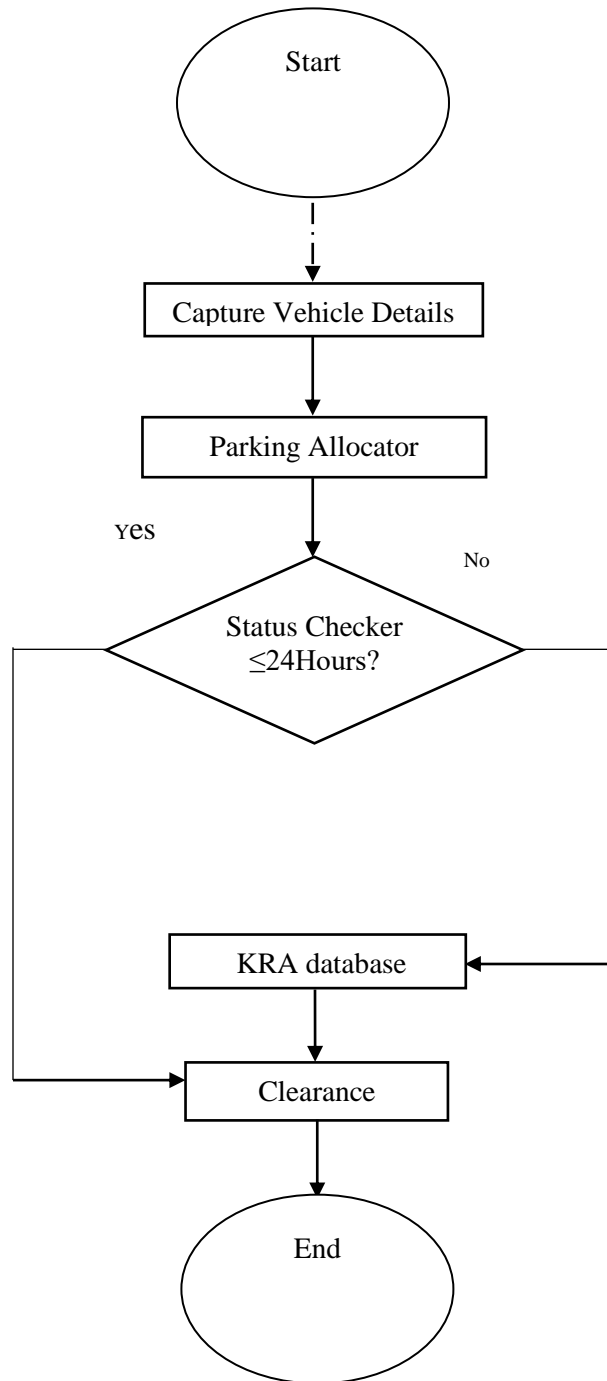 Start
Capture Vehicle Details
Parking Allocator
Yes
No
Status Checker
≤24Hours?
KRA database
Clearance
End